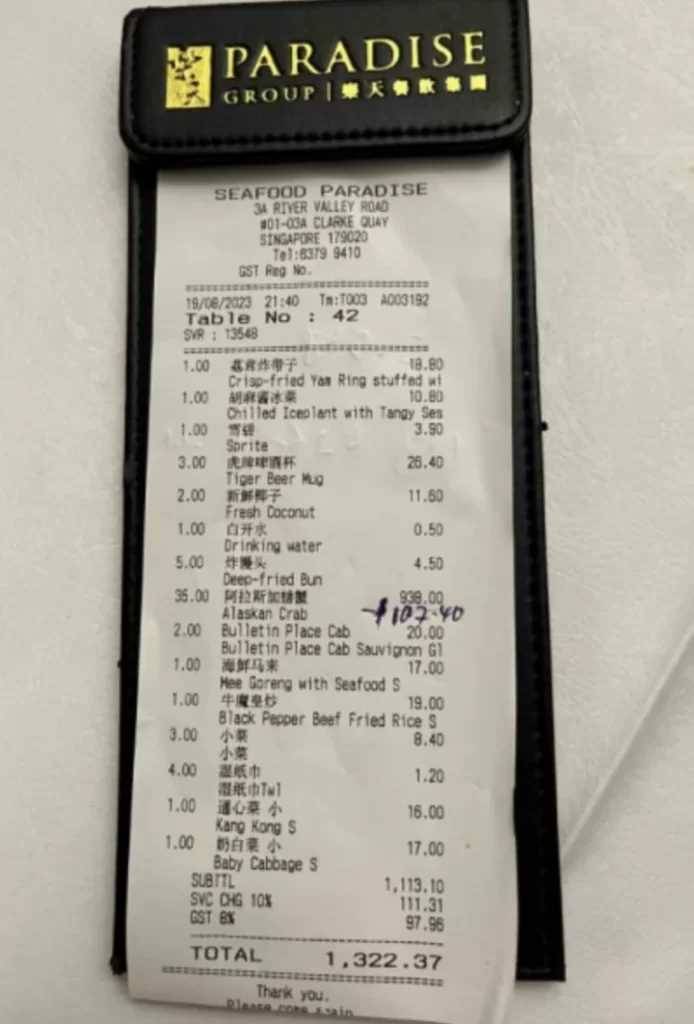 PARADISE
GROUP | 樂天餐飲集團
SEAFOOD PARADISE
3A RIVER VALLEY ROAD
#01-03A CLARKE QUAY
SINGAPORE 179020
Tel:6379 9410
GST Reg No.
19/08/2023 21:40 Tm:T003 A003192
Table No : 42
SVR : 13548
1.00 荔茸炸带子 18.80
Crisp-fried Yam Ring stuffed wi
1.00 胡麻酱冰菜 10.80
Chilled Iceplant with Tangy Ses
1.00 雪碧 3.90
Sprite
3.00 虎牌啤酒杯 26.40
Tiger Beer Mug
2.00 新鮮椰子 11.60
Fresh Coconut
1.00 白开水 0.50
Drinking water
5.00 炸馒头 4.50
Deep-fried Bun
35.00 阿拉斯加螃蟹 938.00
Alaskan Crab $107.40
2.00 Bulletin Place Cab 20.00
Bulletin Place Cab Sauvignon Gl
1.00 海鲜马来 17.00
Mee Goreng with Seafood S
1.00 牛魔皇炒 19.00
Black Pepper Beef Fried Rice S
3.00 小菜 8.40
小菜
4.00 湿纸巾 1.20
湿纸巾Twl
1.00 通心菜 小 16.00
Kang Kong S
1.00 奶白菜 小 17.00
Baby Cabbage S
SUBTTL 1,113.10
SVC CHG 10% 111.31
GST 8% 97.96
TOTAL 1,322.37
Thank you.
Please come again